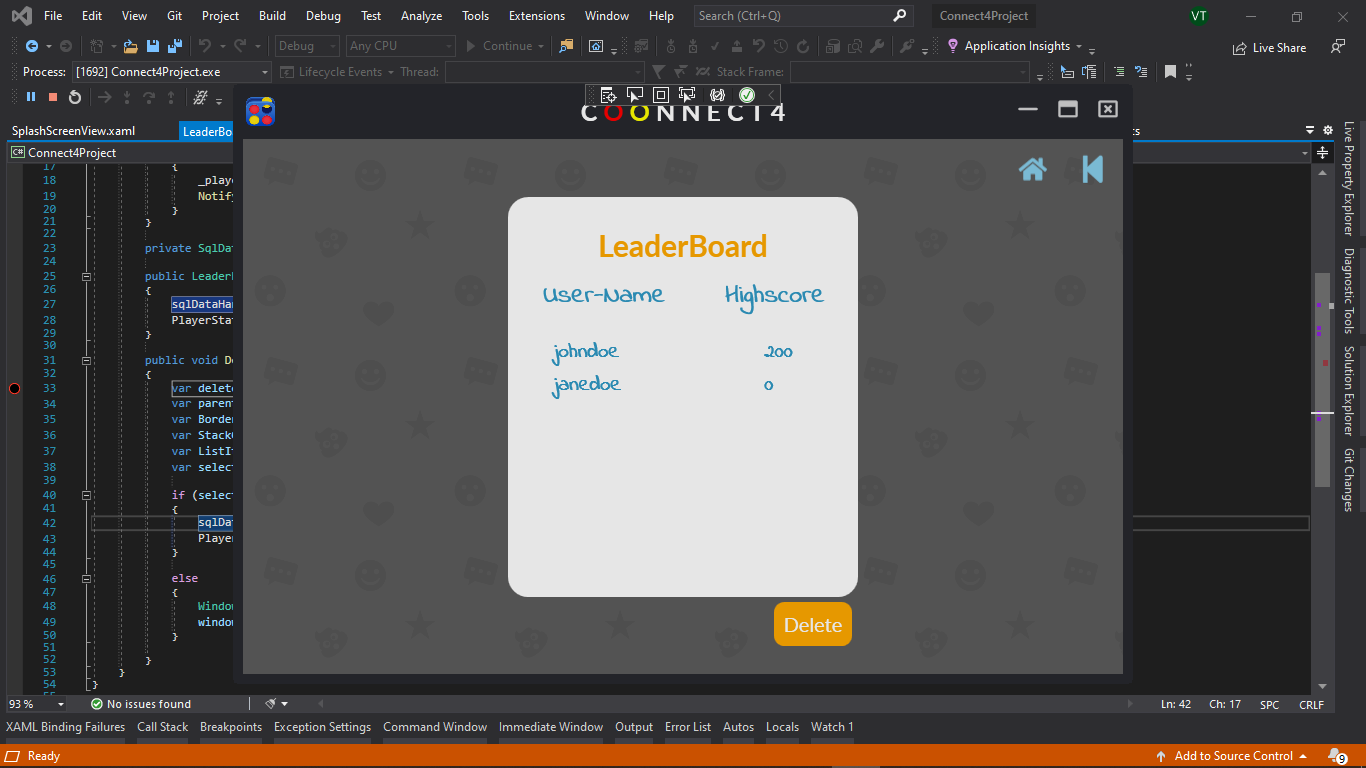 File Edit View Git Project Build Debug Test Analyze Tools Extensions Window Help Search (Ctrl+Q) Connect4Project VT
Debug Any CPU Continue Application Insights Live Share
Process: [1692] Connect4Project.exe Lifecycle Events Thread: Stack Frame:
COONNECT4
SplashScreenView.xaml LeaderBo cs
Connect4Project
17 {
18 _playe
19 Notify
20 }
21 }
22
23 private SqlDat
24
25 public Leader
26 {
27 sqlDataHan
28 PlayerStat
29 }
30
31 public void De
32 {
33 var delete
34 var parent
35 var Border
36 var StackO
37 var ListIt
38 var select
39
40 if (select
41 {
42 sqlDat
43 Player
44 }
45
46 else
47 {
48 Window
49 window
50 }
51
52 }
53 }
54 }
LeaderBoard
User-Name Highscore
johndoe -200
janedoe 0
Delete
Live Property Explorer
Diagnostic Tools
Solution Explorer
Git Changes
93 % No issues found Ln: 42 Ch: 17 SPC CRLF
XAML Binding Failures Call Stack Breakpoints Exception Settings Command Window Immediate Window Output Error List Autos Locals Watch 1
Ready Add to Source Control 9